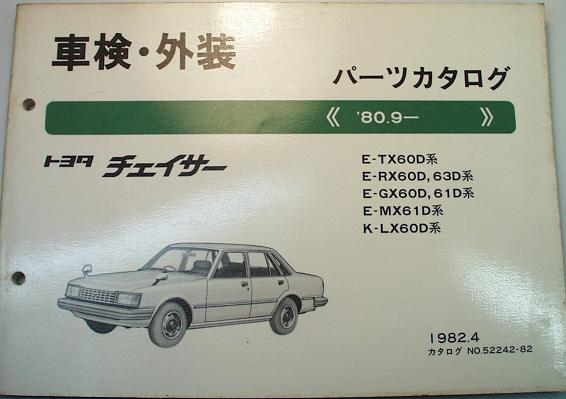 車検・外装
パーツカタログ
《 '80.9— 》
トヨタ チェイサー
E-TX60D系
E-RX60D, 63D系
E-GX60D, 61D系
E-MX61D系
K-LX60D系
1982.4
カタログ NO.52242-82